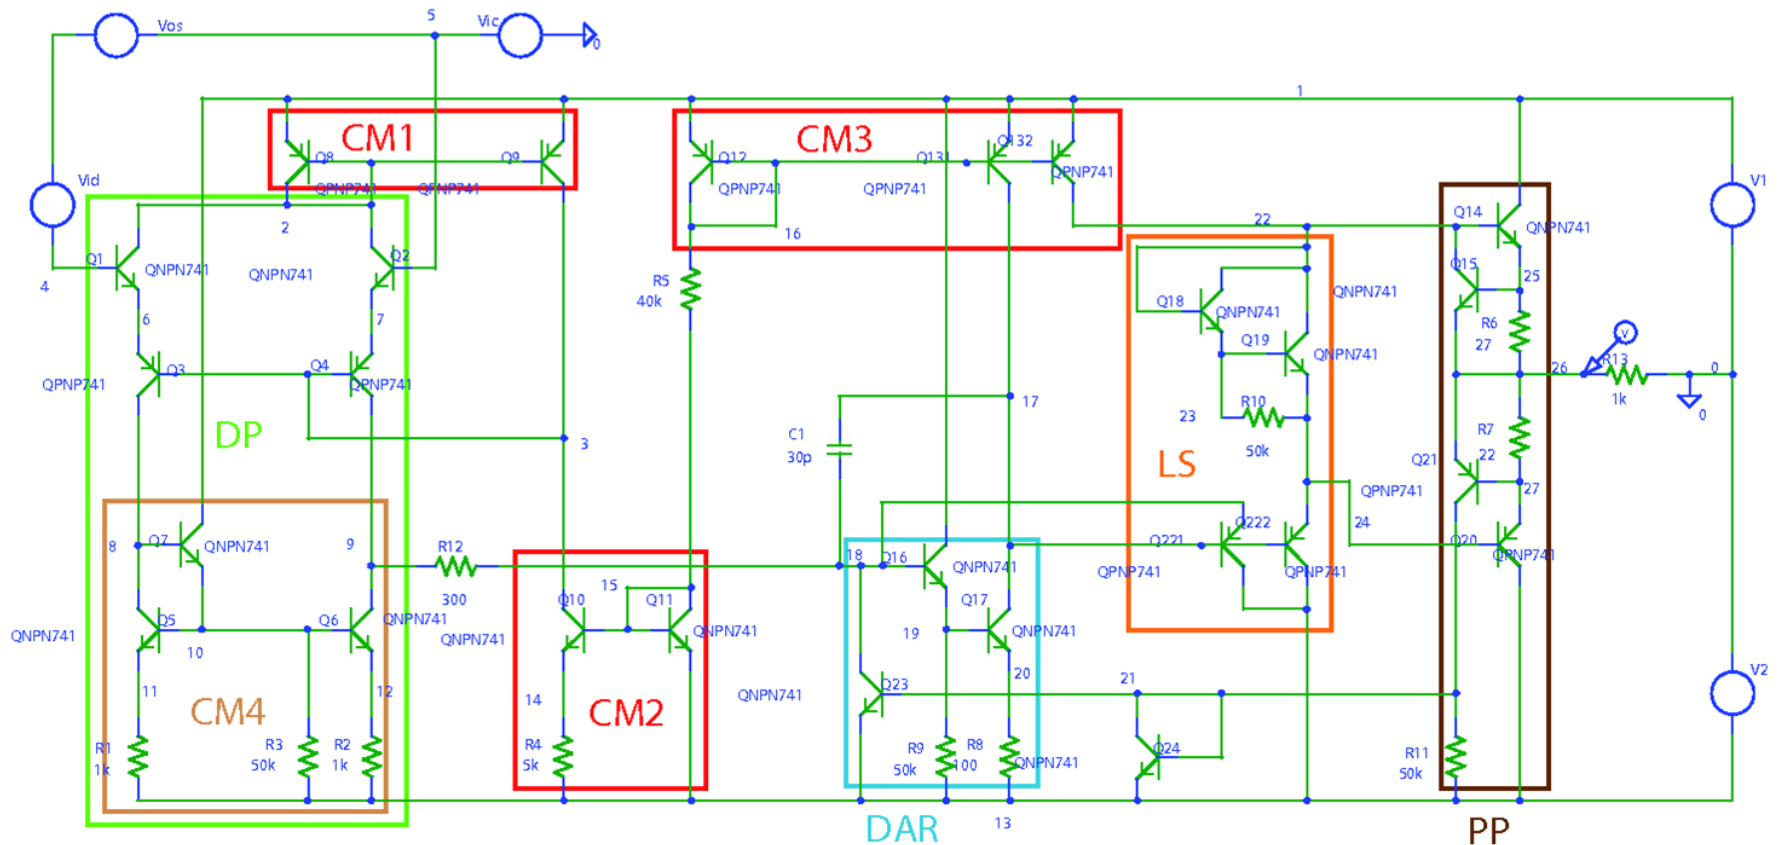 5
Vos
Vic
0
1
CM1
CM3
Q8
Q9
Q12
Q131
Q132
QPNP741
QPNP741
QPNP741
QPNP741
QPNP741
Vid
V1
2
16
22
Q14
QNPN741
Q1
QNPN741
QNPN741
Q2
4
R5
40k
Q15
25
QNPN741
Q18
QNPN741
6
7
R6
27
Q19
QNPN741
V
R13
1k
26
0
0
Q3
Q4
QPNP741
QPNP741
DP
3
17
C1
30p
23
R10
50k
LS
R7
22
Q21
QPNP741
27
24
8
Q7
QNPN741
9
R12
300
18
Q16
QNPN741
Q221
Q222
QPNP741
QPNP741
Q20
QPNP741
15
Q10
Q11
QNPN741
QNPN741
Q5
Q6
QNPN741
QNPN741
10
19
Q17
QNPN741
11
12
CM4
14
CM2
QNPN741
Q23
20
21
V2
R1
1k
R3
50k
R2
1k
R4
5k
R9
50k
R8
100
QNPN741
Q24
R11
50k
DAR
13
PP